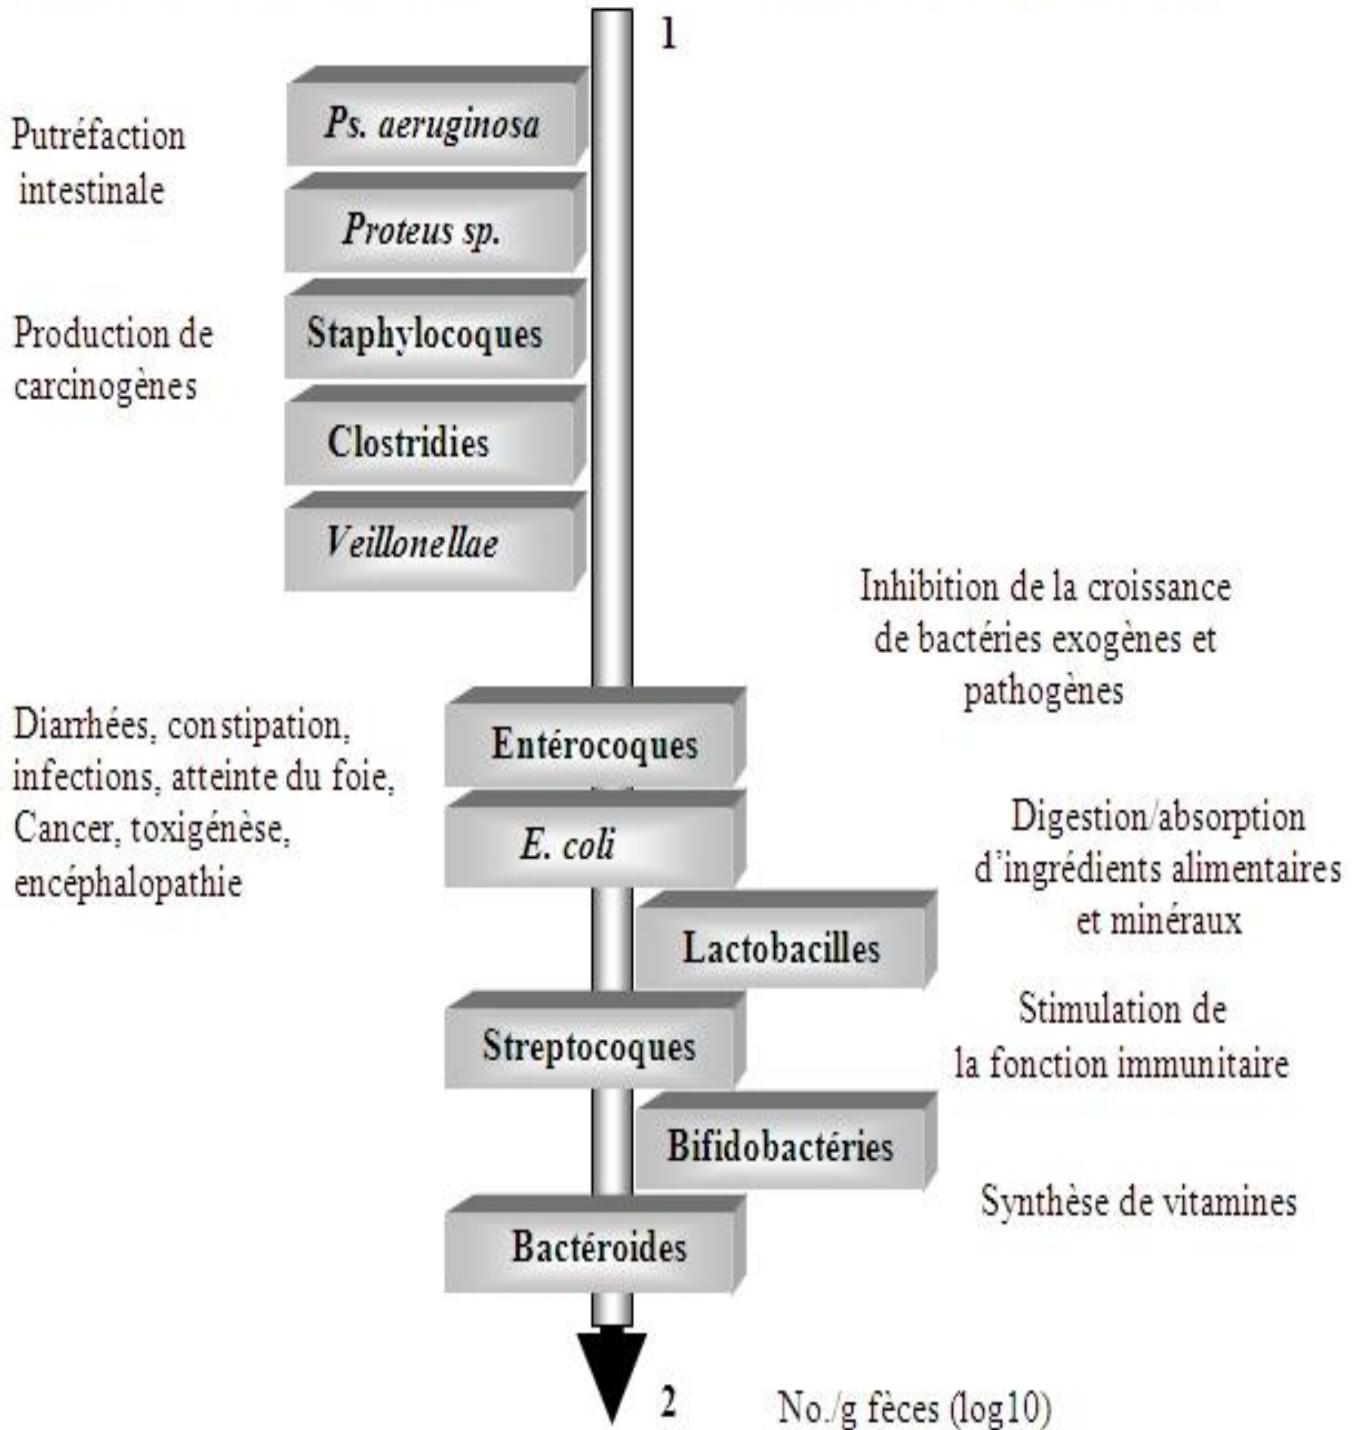 1
Ps. aeruginosa
Putréfaction
intestinale
Proteus sp.
Production de
carcinogènes
Staphylocoques
Clostridies
Veillonellae
Inhibition de la croissance
de bactéries exogènes et
pathogènes
Diarrhées, constipation,
infections, atteinte du foie,
Cancer, toxigénèse,
encéphalopathie
Entérocoques
E. coli
Digestion/absorption
d'ingrédients alimentaires
et minéraux
Lactobacilles
Stimulation de
la fonction immunitaire
Streptocoques
Bifidobactéries
Synthèse de vitamines
Bactéroides
2 No./g fèces (log10)